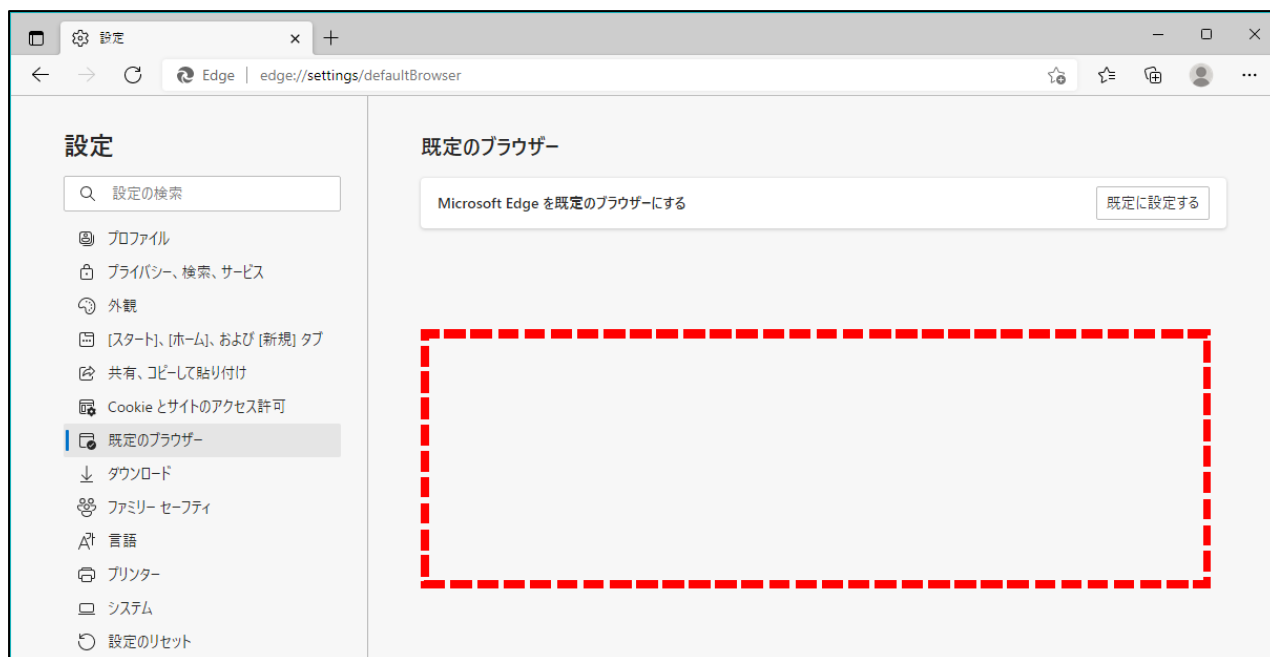 設定
Edge | edge://settings/defaultBrowser
設定
設定の検索
プロファイル
プライバシー、検索、サービス
外観
[スタート]、[ホーム]、および [新規] タブ
共有、コピーして貼り付け
Cookie とサイトのアクセス許可
既定のブラウザー
ダウンロード
ファミリー セーフティ
言語
プリンター
システム
設定のリセット
既定のブラウザー
Microsoft Edge を既定のブラウザーにする
既定に設定する